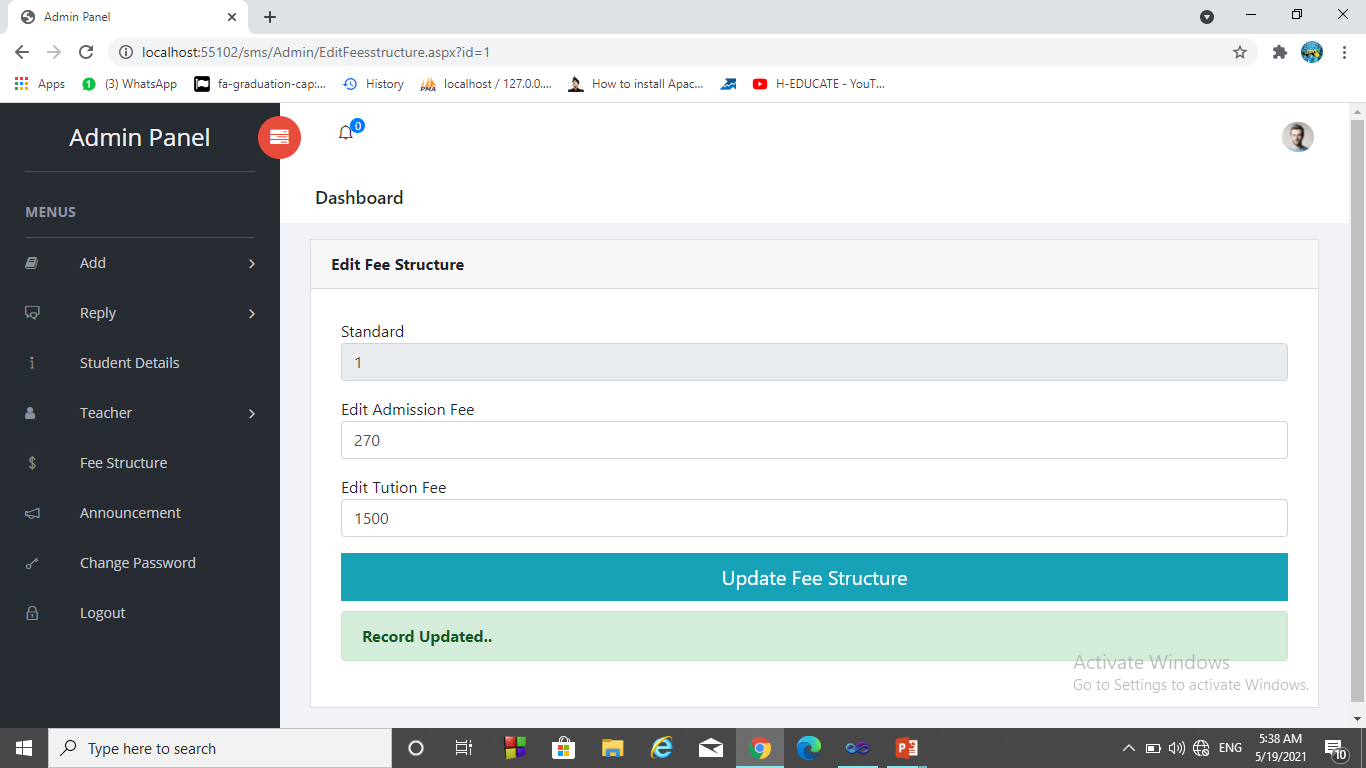 Admin Panel
localhost:55102/sms/Admin/EditFeesstructure.aspx?id=1
Apps
1
(3) WhatsApp
fa-graduation-cap:...
History
PMA
localhost / 127.0.0....
How to install Apac...
H-EDUCATE - YouT...
Admin Panel
0
Dashboard
MENUS
Add
Reply
Student Details
Teacher
Fee Structure
Announcement
Change Password
Logout
Edit Fee Structure
Standard
1
Edit Admission Fee
270
Edit Tution Fee
1500
Update Fee Structure
Record Updated..
Activate Windows
Go to Settings to activate Windows.
Type here to search
ENG
5:38 AM
5/19/2021
10